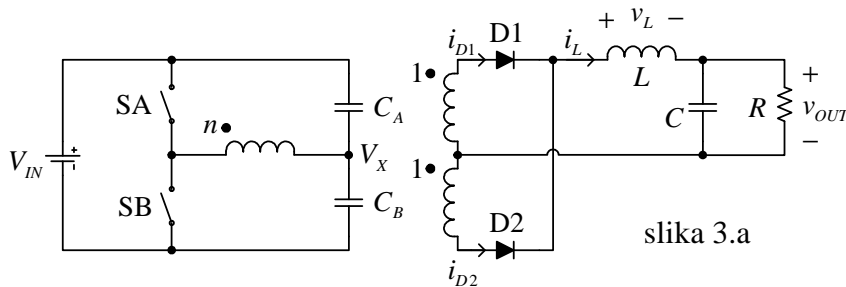 + v_L −
i_D1 D1 i_L
1 L
SA C_A +
n C R v_OUT
V_IN V_X −
1
SB C_B
D2
slika 3.a
i_D2